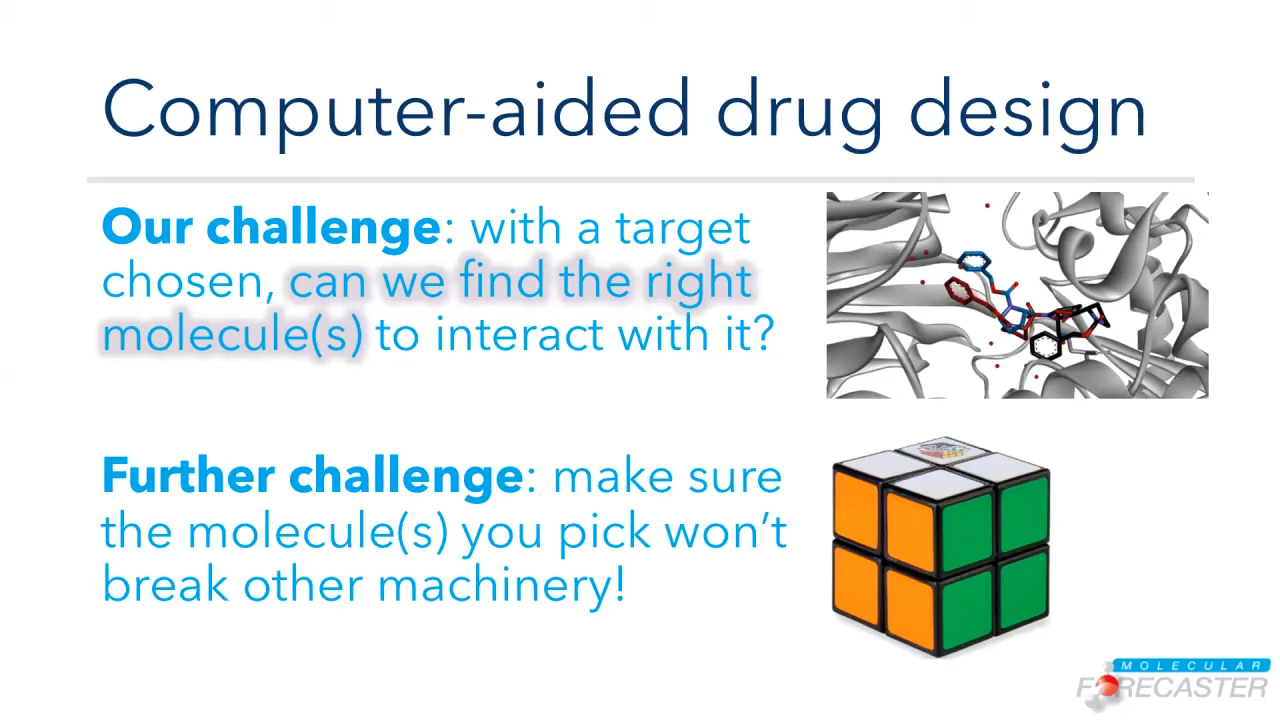 Computer-aided drug design
Our challenge: with a target
chosen, can we find the right
molecule(s) to interact with it?
Further challenge: make sure
the molecule(s) you pick won’t
break other machinery!
MOLECULAR
FORECASTER